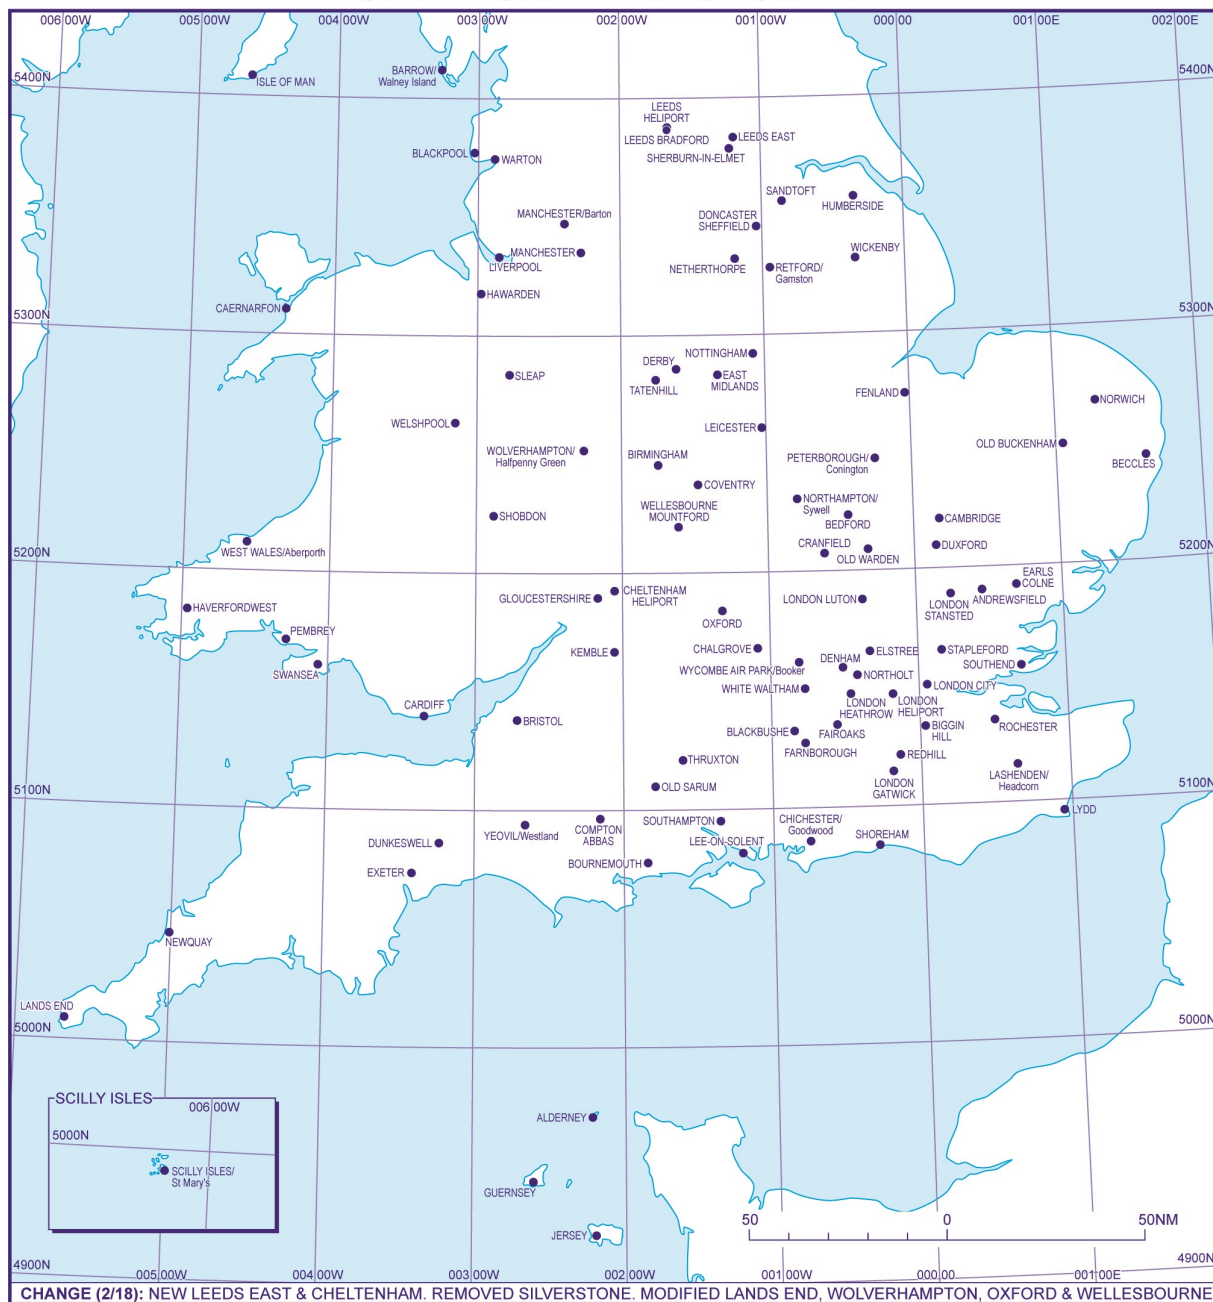 006 00W
005 00W
004 00W
003 00W
002 00W
001 00W
000 00
001 00E
002 00E
5400N
5400N
ISLE OF MAN
BARROW/
Walney Island
LEEDS
HELIPORT
LEEDS BRADFORD
LEEDS EAST
SHERBURN-IN-ELMET
BLACKPOOL
WARTON
SANDTOFT
HUMBERSIDE
MANCHESTER/Barton
DONCASTER
SHEFFIELD
MANCHESTER
LIVERPOOL
WICKENBY
NETHERTHORPE
RETFORD/
Gamston
HAWARDEN
CAERNARFON
5300N
5300N
NOTTINGHAM
DERBY
SLEAP
TATENHILL
EAST
MIDLANDS
FENLAND
NORWICH
WELSHPOOL
LEICESTER
OLD BUCKENHAM
WOLVERHAMPTON/
Halfpenny Green
BIRMINGHAM
PETERBOROUGH/
Conington
BECCLES
COVENTRY
WELLESBOURNE
MOUNTFORD
NORTHAMPTON/
Sywell
SHOBDON
BEDFORD
CAMBRIDGE
WEST WALES/Aberporth
CRANFIELD
OLD WARDEN
DUXFORD
5200N
5200N
EARLS
COLNE
CHELTENHAM
HELIPORT
GLOUCESTERSHIRE
LONDON LUTON
LONDON
STANSTED
ANDREWSFIELD
HAVERFORDWEST
OXFORD
PEMBREY
CHALGROVE
ELSTREE
STAPLEFORD
KEMBLE
DENHAM
SOUTHEND
SWANSEA
WYCOMBE AIR PARK/Booker
NORTHOLT
WHITE WALTHAM
LONDON CITY
CARDIFF
LONDON
HEATHROW
LONDON
HELIPORT
BRISTOL
BLACKBUSHE
FAIROAKS
BIGGIN
HILL
ROCHESTER
FARNBOROUGH
THRUXTON
REDHILL
LASHENDEN/
Headcorn
OLD SARUM
LONDON
GATWICK
5100N
5100N
LYDD
YEOVIL/Westland
COMPTON
ABBAS
SOUTHAMPTON
CHICHESTER/
Goodwood
SHOREHAM
DUNKESWELL
LEE-ON-SOLENT
BOURNEMOUTH
EXETER
NEWQUAY
LANDS END
5000N
5000N
SCILLY ISLES
006 00W
5000N
SCILLY ISLES/
St Mary's
ALDERNEY
GUERNSEY
JERSEY
50
0
50NM
4900N
4900N
005 00W
004 00W
003 00W
002 00W
001 00W
000 00
001 00E
CHANGE (2/18): NEW LEEDS EAST & CHELTENHAM. REMOVED SILVERSTONE. MODIFIED LANDS END, WOLVERHAMPTON, OXFORD & WELLESBOURNE